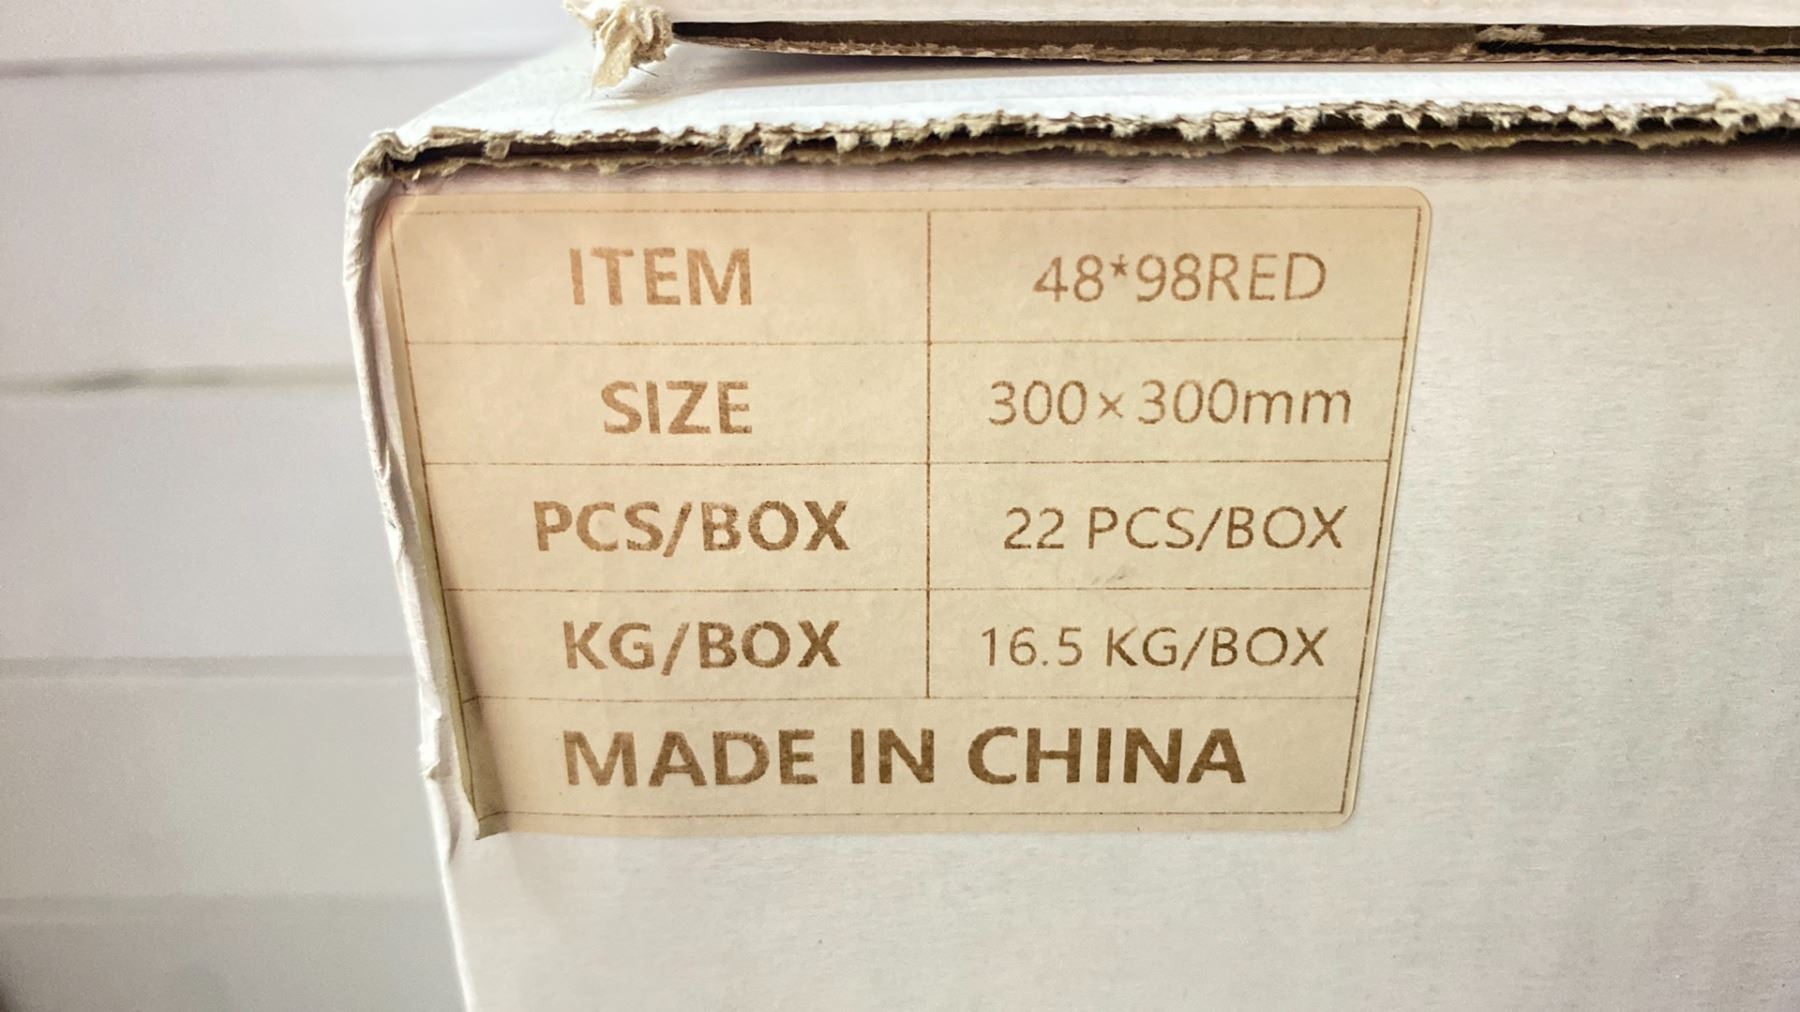 ITEM 48*98RED
SIZE 300×300mm
PCS/BOX 22 PCS/BOX
KG/BOX 16.5 KG/BOX
MADE IN CHINA